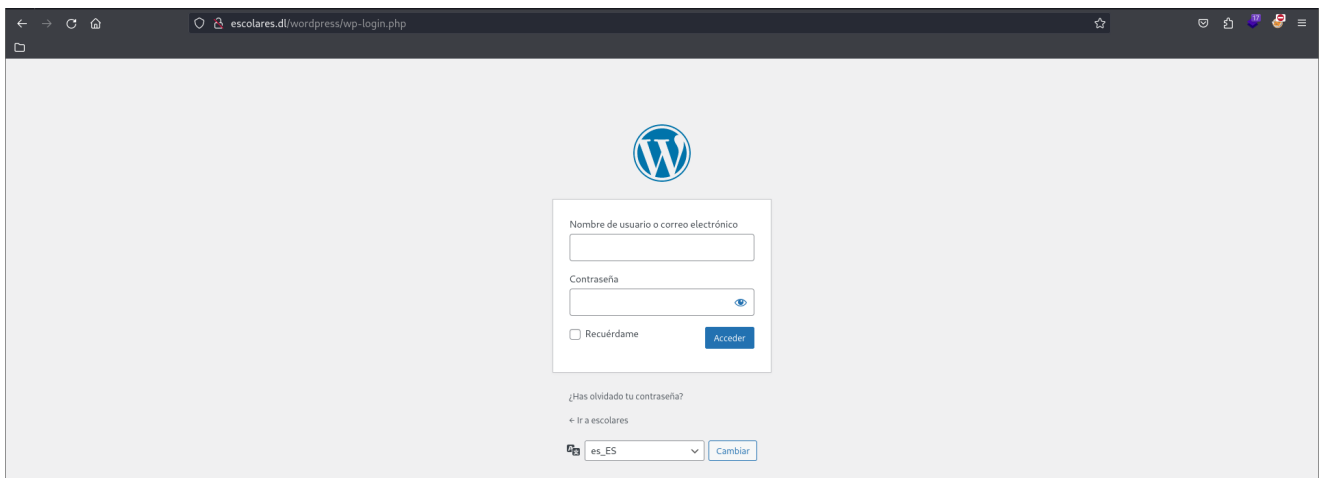 escolares.dl/wordpress/wp-login.php
17
Nombre de usuario o correo electrónico
Contraseña
Recuérdame
Acceder
¿Has olvidado tu contraseña?
← Ir a escolares
es_ES
Cambiar